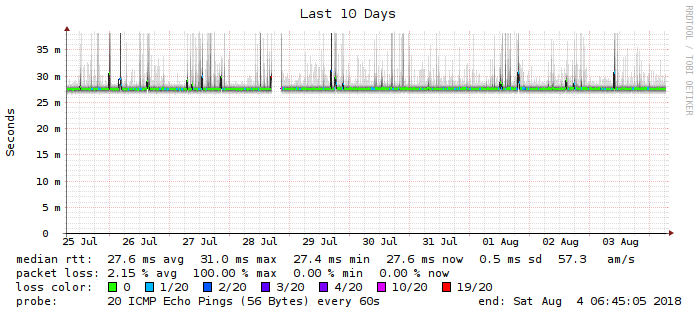 Last 10 Days
RRDTOOL / TOBI OETIKER
Seconds
35 m
30 m
25 m
20 m
15 m
10 m
5 m
0
25 Jul 26 Jul 27 Jul 28 Jul 29 Jul 30 Jul 31 Jul 01 Aug 02 Aug 03 Aug
median rtt: 27.6 ms avg 31.0 ms max 27.4 ms min 27.6 ms now 0.5 ms sd 57.3 am/s
packet loss: 2.15 % avg 100.00 % max 0.00 % min 0.00 % now
loss color: 0 1/20 2/20 3/20 4/20 10/20 19/20
probe: 20 ICMP Echo Pings (56 Bytes) every 60s end: Sat Aug 4 06:45:05 2018